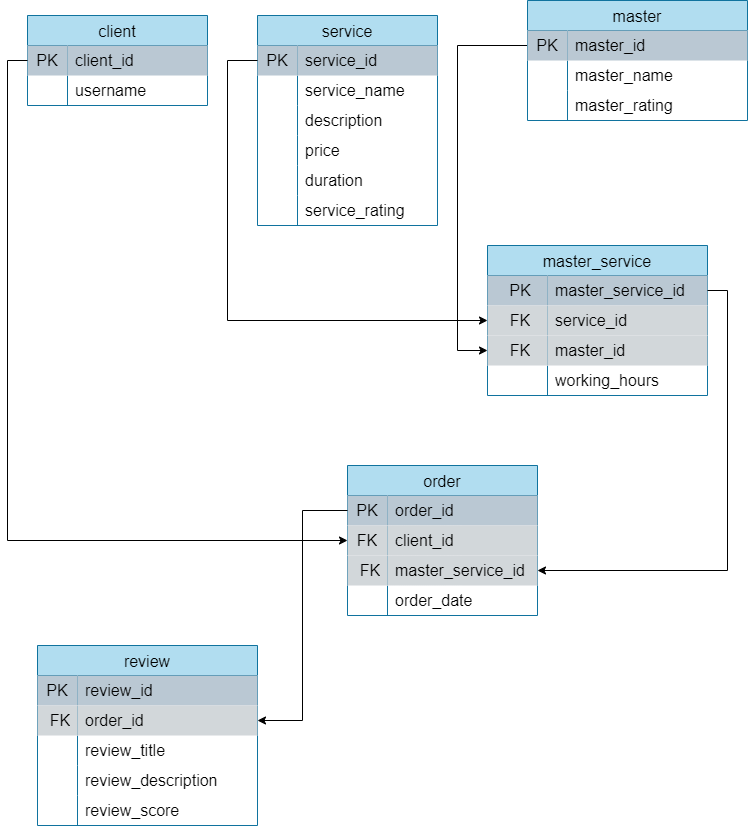 client
PK client_id
username
service
PK service_id
service_name
description
price
duration
service_rating
master
PK master_id
master_name
master_rating
master_service
PK master_service_id
FK service_id
FK master_id
working_hours
order
PK order_id
FK client_id
FK master_service_id
order_date
review
PK review_id
FK order_id
review_title
review_description
review_score